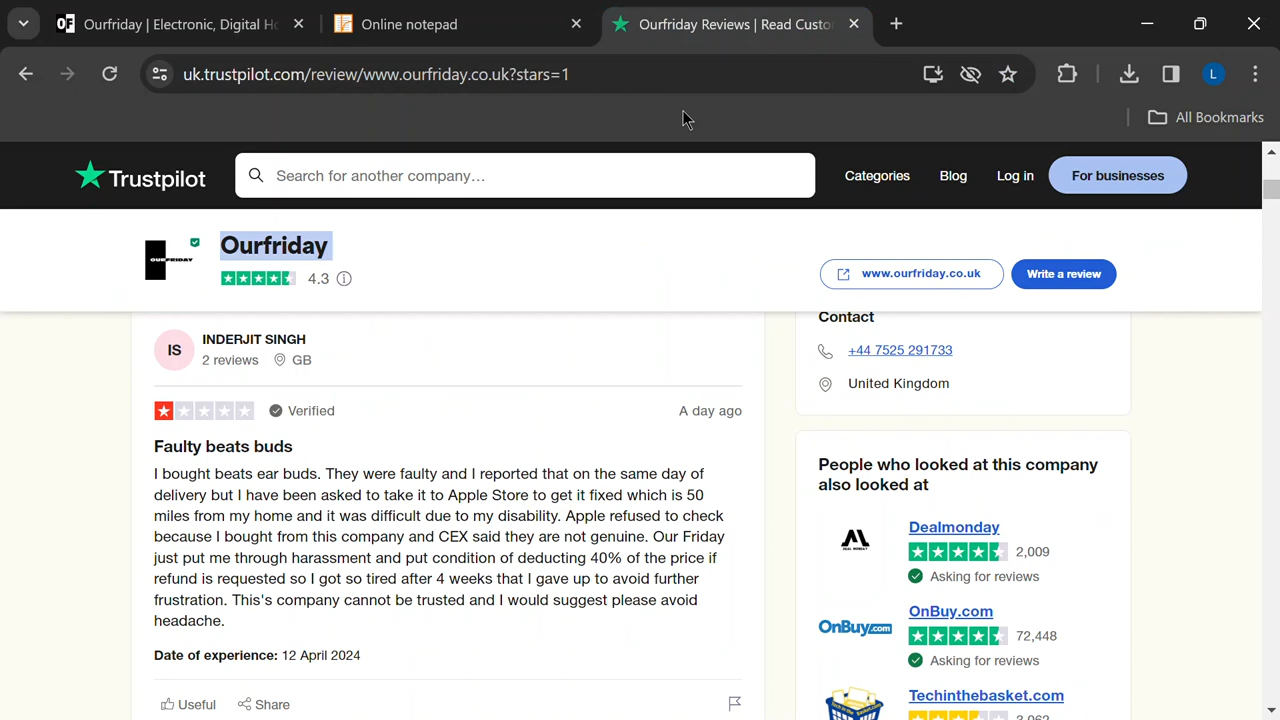 OF Ourfriday | Electronic, Digital Ho
Online notepad
Ourfriday Reviews | Read Custo
uk.trustpilot.com/review/www.ourfriday.co.uk?stars=1
L
All Bookmarks
Trustpilot
Search for another company...
Categories
Blog
Log in
For businesses
OURFRIDAY
Ourfriday
4.3
www.ourfriday.co.uk
Write a review
IS
INDERJIT SINGH
2 reviews GB
Verified
A day ago
Faulty beats buds
I bought beats ear buds. They were faulty and I reported that on the same day of
delivery but I have been asked to take it to Apple Store to get it fixed which is 50
miles from my home and it was difficult due to my disability. Apple refused to check
because I bought from this company and CEX said they are not genuine. Our Friday
just put me through harassment and put condition of deducting 40% of the price if
refund is requested so I got so tired after 4 weeks that I gave up to avoid further
frustration. This's company cannot be trusted and I would suggest please avoid
headache.
Date of experience: 12 April 2024
Useful
Share
Contact
+44 7525 291733
United Kingdom
People who looked at this company
also looked at
DEAL MONDAY
Dealmonday
2,009
Asking for reviews
OnBuy.com
OnBuy.com
72,448
Asking for reviews
Techinthebasket.com
3,062